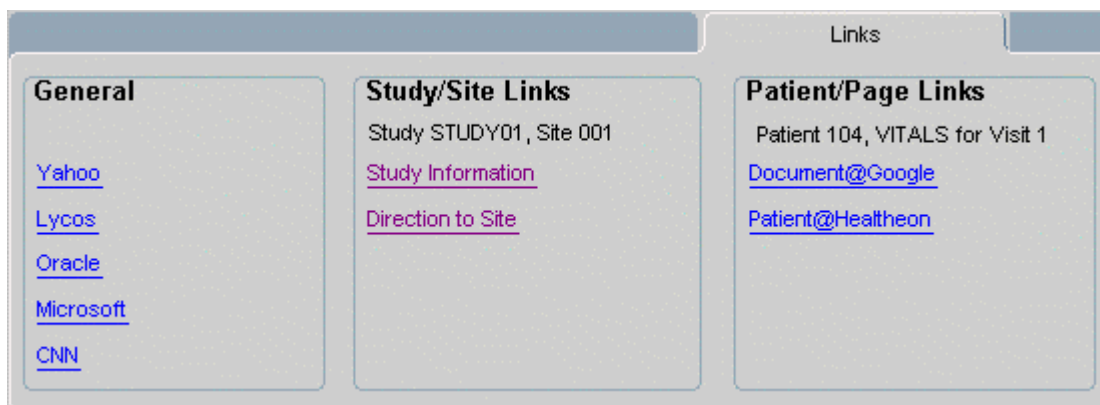 Links
General
Yahoo
Lycos
Oracle
Microsoft
CNN
Study/Site Links
Study STUDY01, Site 001
Study Information
Direction to Site
Patient/Page Links
Patient 104, VITALS for Visit 1
Document@Google
Patient@Healtheon